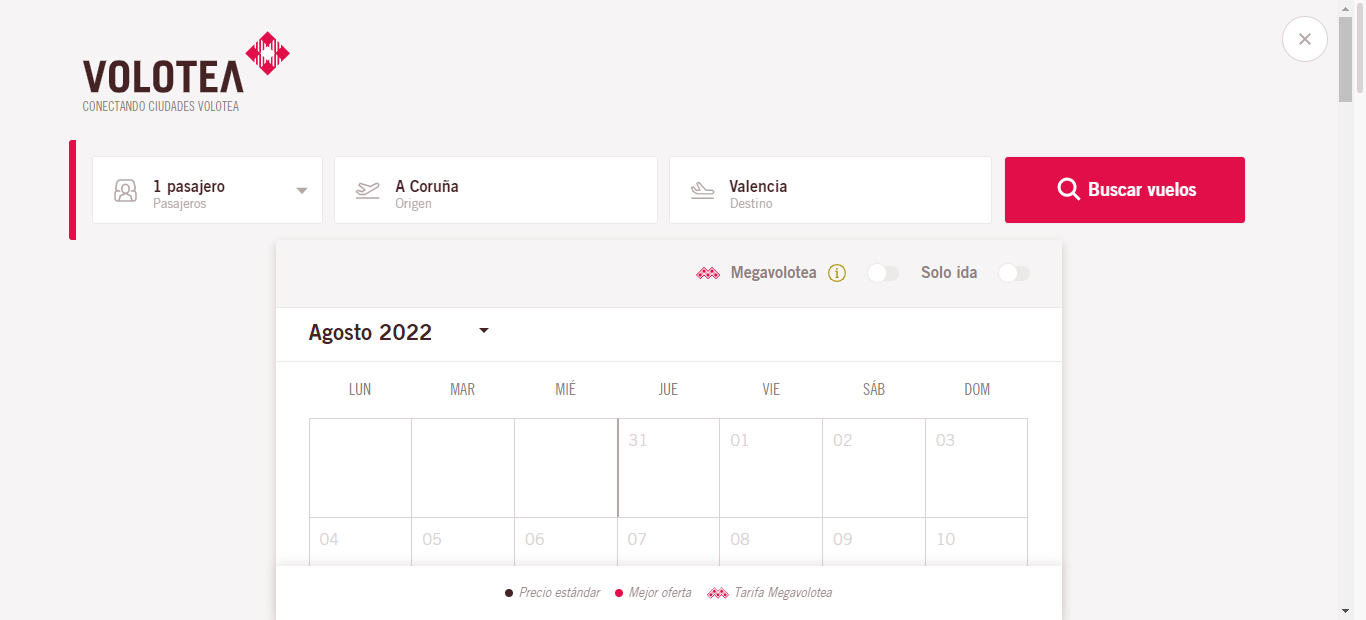 VOLOTEA
CONECTANDO CIUDADES VOLOTEA
1 pasajero
Pasajeros
A Coruña
Origen
Valencia
Destino
Buscar vuelos
Megavolotea
Solo ida
Agosto 2022
LUN MAR MIÉ JUE VIE SÁB DOM
31 01 02 03
04 05 06 07 08 09 10
Precio estándar Mejor oferta Tarifa Megavolotea